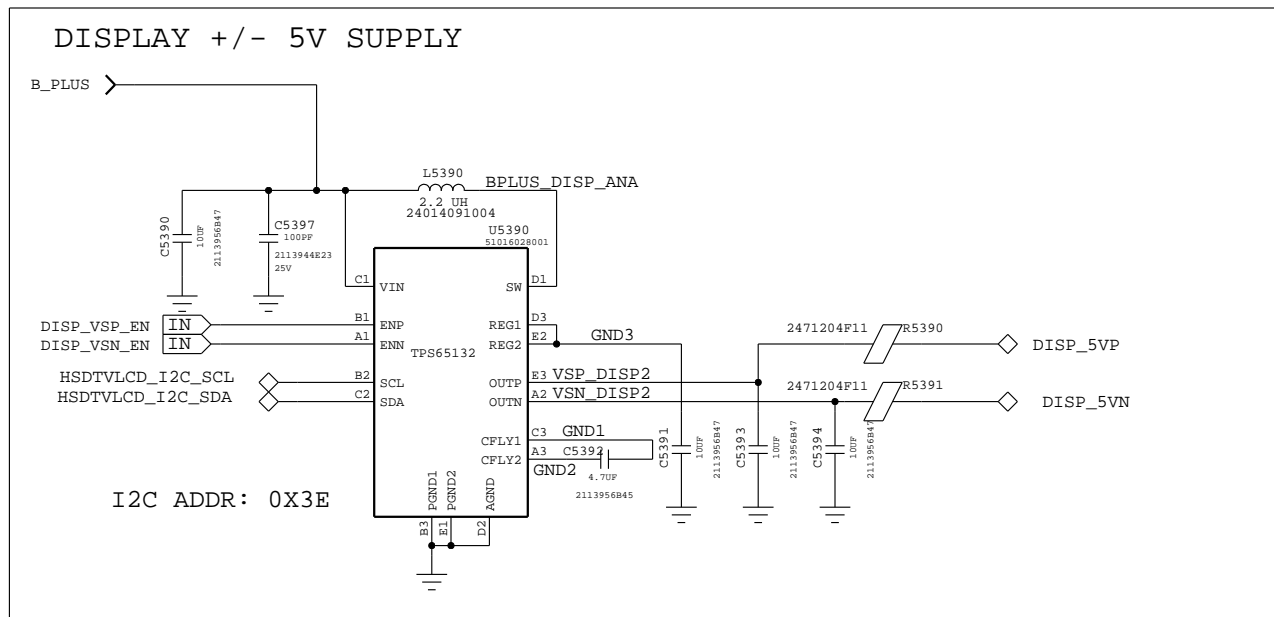 DISPLAY +/- 5V SUPPLY
B_PLUS
L5390
BPLUS_DISP_ANA
2.2 UH
24014091004
C5390
10UF
2113956B47
C5397
100PF
2113944E23
25V
U5390
51016028001
C1
VIN
D1
SW
DISP_VSP_EN
IN
B1
ENP
D3
REG1
DISP_VSN_EN
IN
A1
ENN
E2
REG2
GND3
TPS65132
2471204F11
R5390
DISP_5VP
HSDTVLCD_I2C_SCL
B2
SCL
E3
OUTP
VSP_DISP2
HSDTVLCD_I2C_SDA
C2
SDA
A2
OUTN
VSN_DISP2
2471204F11
R5391
DISP_5VN
C3
CFLY1
GND1
A3
CFLY2
GND2
C5392
4.7UF
2113956B45
C5391
10UF
2113956B47
C5393
10UF
2113956B47
C5394
10UF
2113956B47
I2C ADDR: 0X3E
PGND1
PGND2
AGND
B3
E1
D2